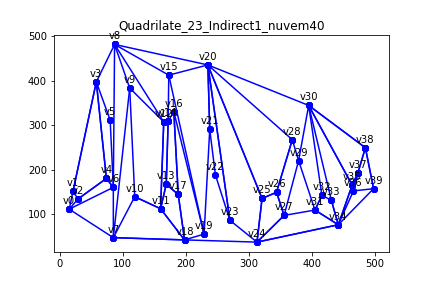 Quadrilate_23_Indirect1_nuvem40
v8
v20
v15
v3
v9
v30
v16
v5
v21
v28
v38
v29
v37
v22
v4
v6
v13
v1
v2
v0
v10
v17
v25
v26
v33
v36
v39
v11
v27
v31
v23
v34
v7
v18
v19
v24
500
400
300
200
100
0
100
200
300
400
500